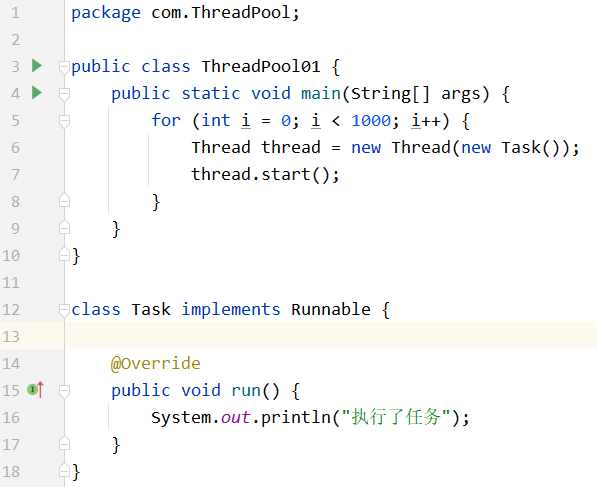 1 package com.ThreadPool;
2
3 public class ThreadPool01 {
4     public static void main(String[] args) {
5         for (int i = 0; i < 1000; i++) {
6             Thread thread = new Thread(new Task());
7             thread.start();
8         }
9     }
10 }
11
12 class Task implements Runnable {
13
14     @Override
15     public void run() {
16         System.out.println("执行了任务");
17     }
18 }